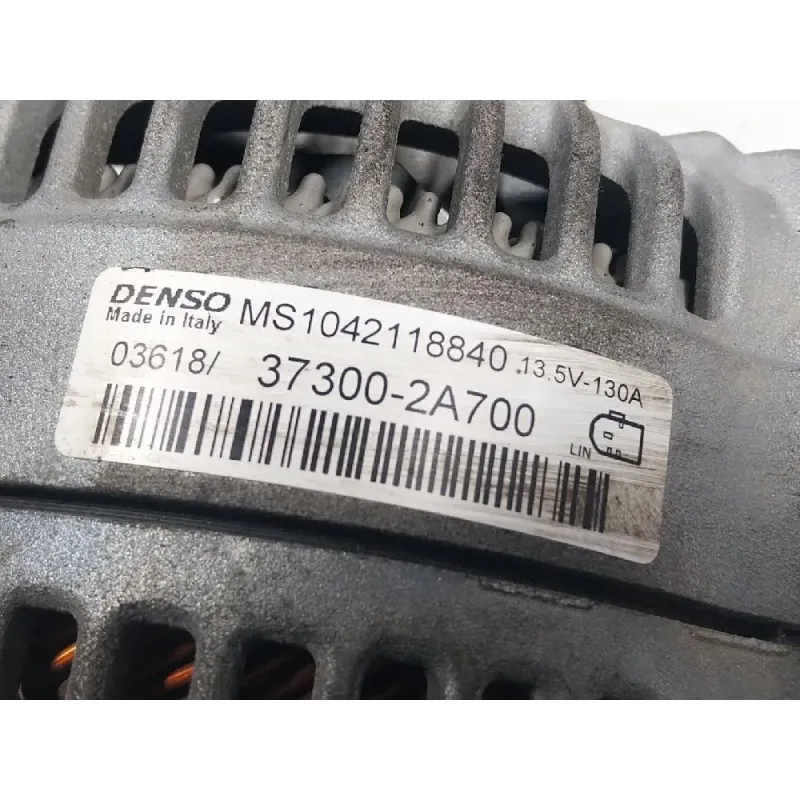 DENSO MS1042118840 13.5V-130A
Made in Italy
03618/ 37300-2A700
LIN